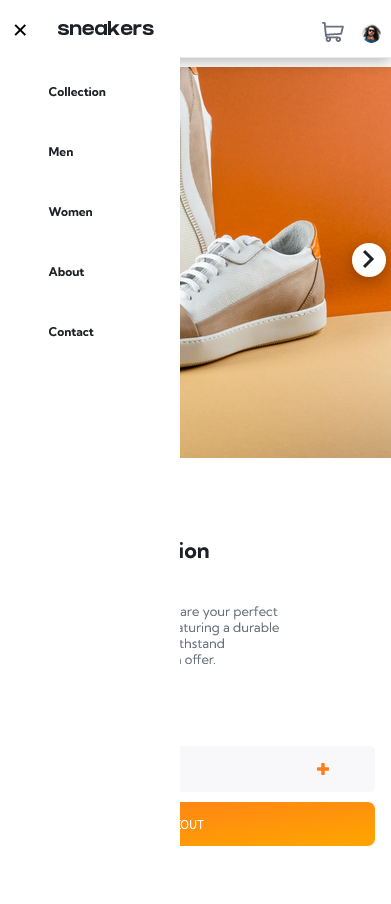 sneakers
Collection
Men
Women
About
Contact
ion
are your perfect
aturing a durable
thstand
offer.
OUT